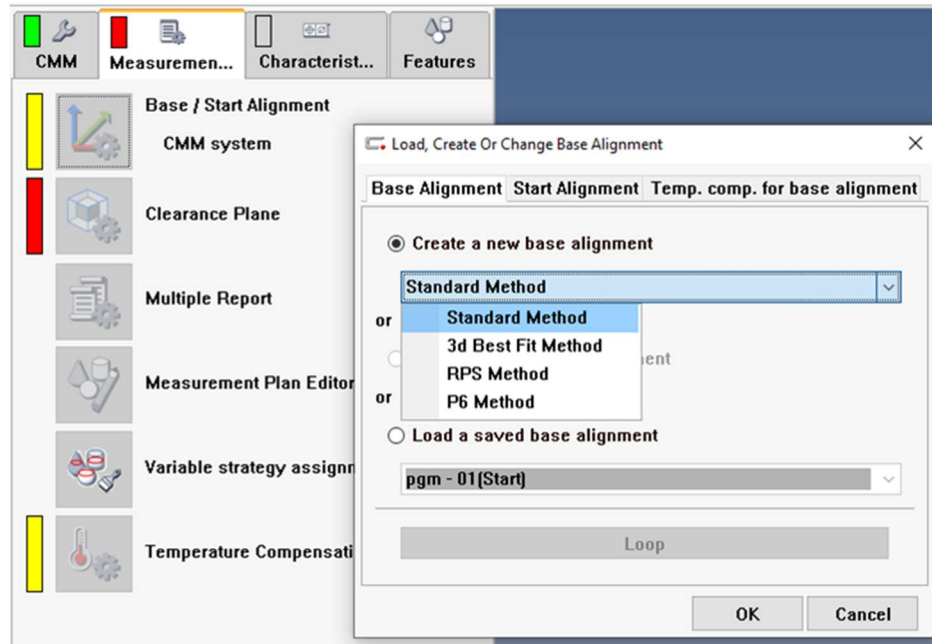 CMM
Measuremen...
Characterist...
Features
Base / Start Alignment
CMM system
Clearance Plane
Multiple Report
Measurement Plan Editor
Variable strategy assignn
Temperature Compensati
Load, Create Or Change Base Alignment
Base Alignment
Start Alignment
Temp. comp. for base alignment
Create a new base alignment
Standard Method
or
Standard Method
3d Best Fit Method
RPS Method
P6 Method
or
Load a saved base alignment
pgm - 01(Start)
Loop
OK
Cancel